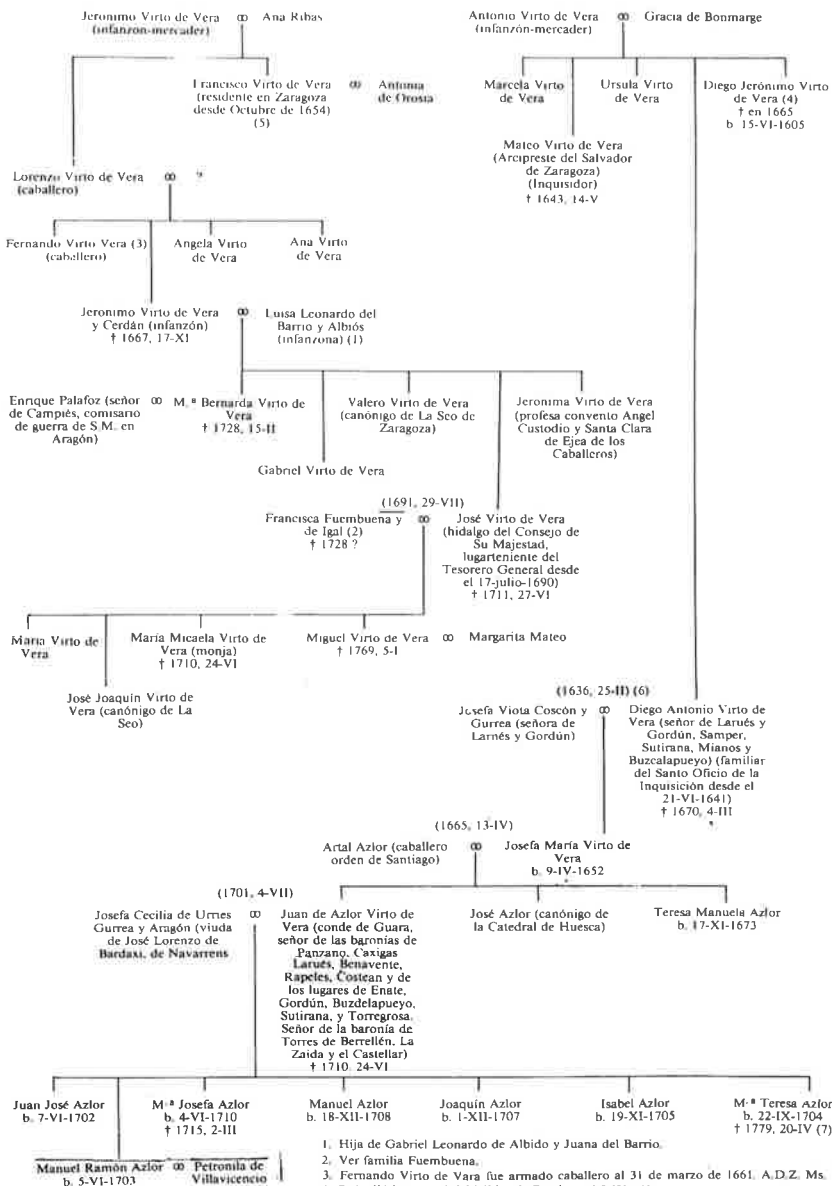 Jeronimo Virto de Vera
(infanzon-mercader)
∞ Ana Ribas
Antonio Virto de Vera
(infanzón-mercader)
∞ Gracia de Bonmarge
Francisco Virto de Vera
(residente en Zaragoza
desde Octubre de 1654)
(5)
∞ Antonia
de Orosia
Marcela Virto
de Vera
Ursula Virto
de Vera
Diego Jerónimo Virto
de Vera (4)
† en 1665
b. 15-VI-1605
Mateo Virto de Vera
(Arcipreste del Salvador
de Zaragoza)
(Inquisidor)
† 1643, 14-V
Lorenzo Virto de Vera
(caballero)
∞ ?
Fernando Virto Vera (3)
(caballero)
Angela Virto
de Vera
Ana Virto
de Vera
Jeronimo Virto de Vera
y Cerdán (infanzón)
† 1667, 17-XI
∞ Luisa Leonardo del
Barrio y Albiós
(infanzona) (1)
Enrique Palafoz (señor
de Campiés, comisario
de guerra de S.M. en
Aragón)
∞ M.ª Bernarda Virto de
Vera
† 1728, 15-II
Valero Virto de Vera
(canónigo de La Seo de
Zaragoza)
Jeronima Virto de Vera
(profesa convento Angel
Custodio y Santa Clara
de Ejea de los
Caballeros)
Gabriel Virto de Vera
(1691, 29-VII)
Francisca Fuembuena y
de Igal (2)
† 1728 ?
∞ José Virto de Vera
(hidalgo del Consejo de
Su Majestad,
lugarteniente del
Tesorero General desde
el 17-julio-1690)
† 1711, 27-VI
Maria Virto de
Vera
María Micaela Virto de
Vera (monja)
† 1710, 24-VI
Miguel Virto de Vera
† 1769, 5-I
∞ Margarita Mateo
José Joaquín Virto de
Vera (canónigo de La
Seo)
(1636, 25-II) (6)
Josefa Viota Coscón y
Gurrea (señora de
Larnés y Gordún)
∞ Diego Antonio Virto de
Vera (señor de Larués y
Gordún, Samper,
Sutirana, Mianos y
Buzcalapueyo) (familiar
del Santo Oficio de la
Inquisición desde el
21-VI-1641)
† 1670, 4-III
(1665, 13-IV)
Artal Azlor (caballero
orden de Santiago)
∞ Josefa María Virto de
Vera
b. 9-IV-1652
(1701, 4-VII)
Josefa Cecilia de Urnes
Gurrea y Aragón (viuda
de José Lorenzo de
Bardaxi, de Navarrens
∞ Juan de Azlor Virto de
Vera (conde de Guara,
señor de las baronías de
Panzano, Caxigas
Larués, Benavente,
Rapeles, Costean y de
los lugares de Enate,
Gordún, Buzdelapueyo,
Sutirana, y Torregrosa.
Señor de la baronía de
Torres de Berrellén, La
Zaida y el Castellar)
† 1710, 24-VI
José Azlor (canónigo de
la Catedral de Huesca)
Teresa Manuela Azlor
b. 17-XI-1673
Juan José Azlor
b. 7-VI-1702
M.ª Josefa Azlor
b. 4-VI-1710
† 1715, 2-III
Manuel Azlor
b. 18-XII-1708
Joaquín Azlor
b. 1-XII-1707
Isabel Azlor
b. 19-XI-1705
M.ª Teresa Azlor
b. 22-IX-1704
† 1779, 20-IV (7)
Manuel Ramón Azlor
b. 5-VI-1703
∞ Petronila de
Villavicencio
1. Hija de Gabriel Leonardo de Albido y Juana del Barrio.
2. Ver familia Fuembuena.
3. Fernando Virto de Vara fue armado caballero al 31 de marzo de 1661. A.D.Z. Ms.